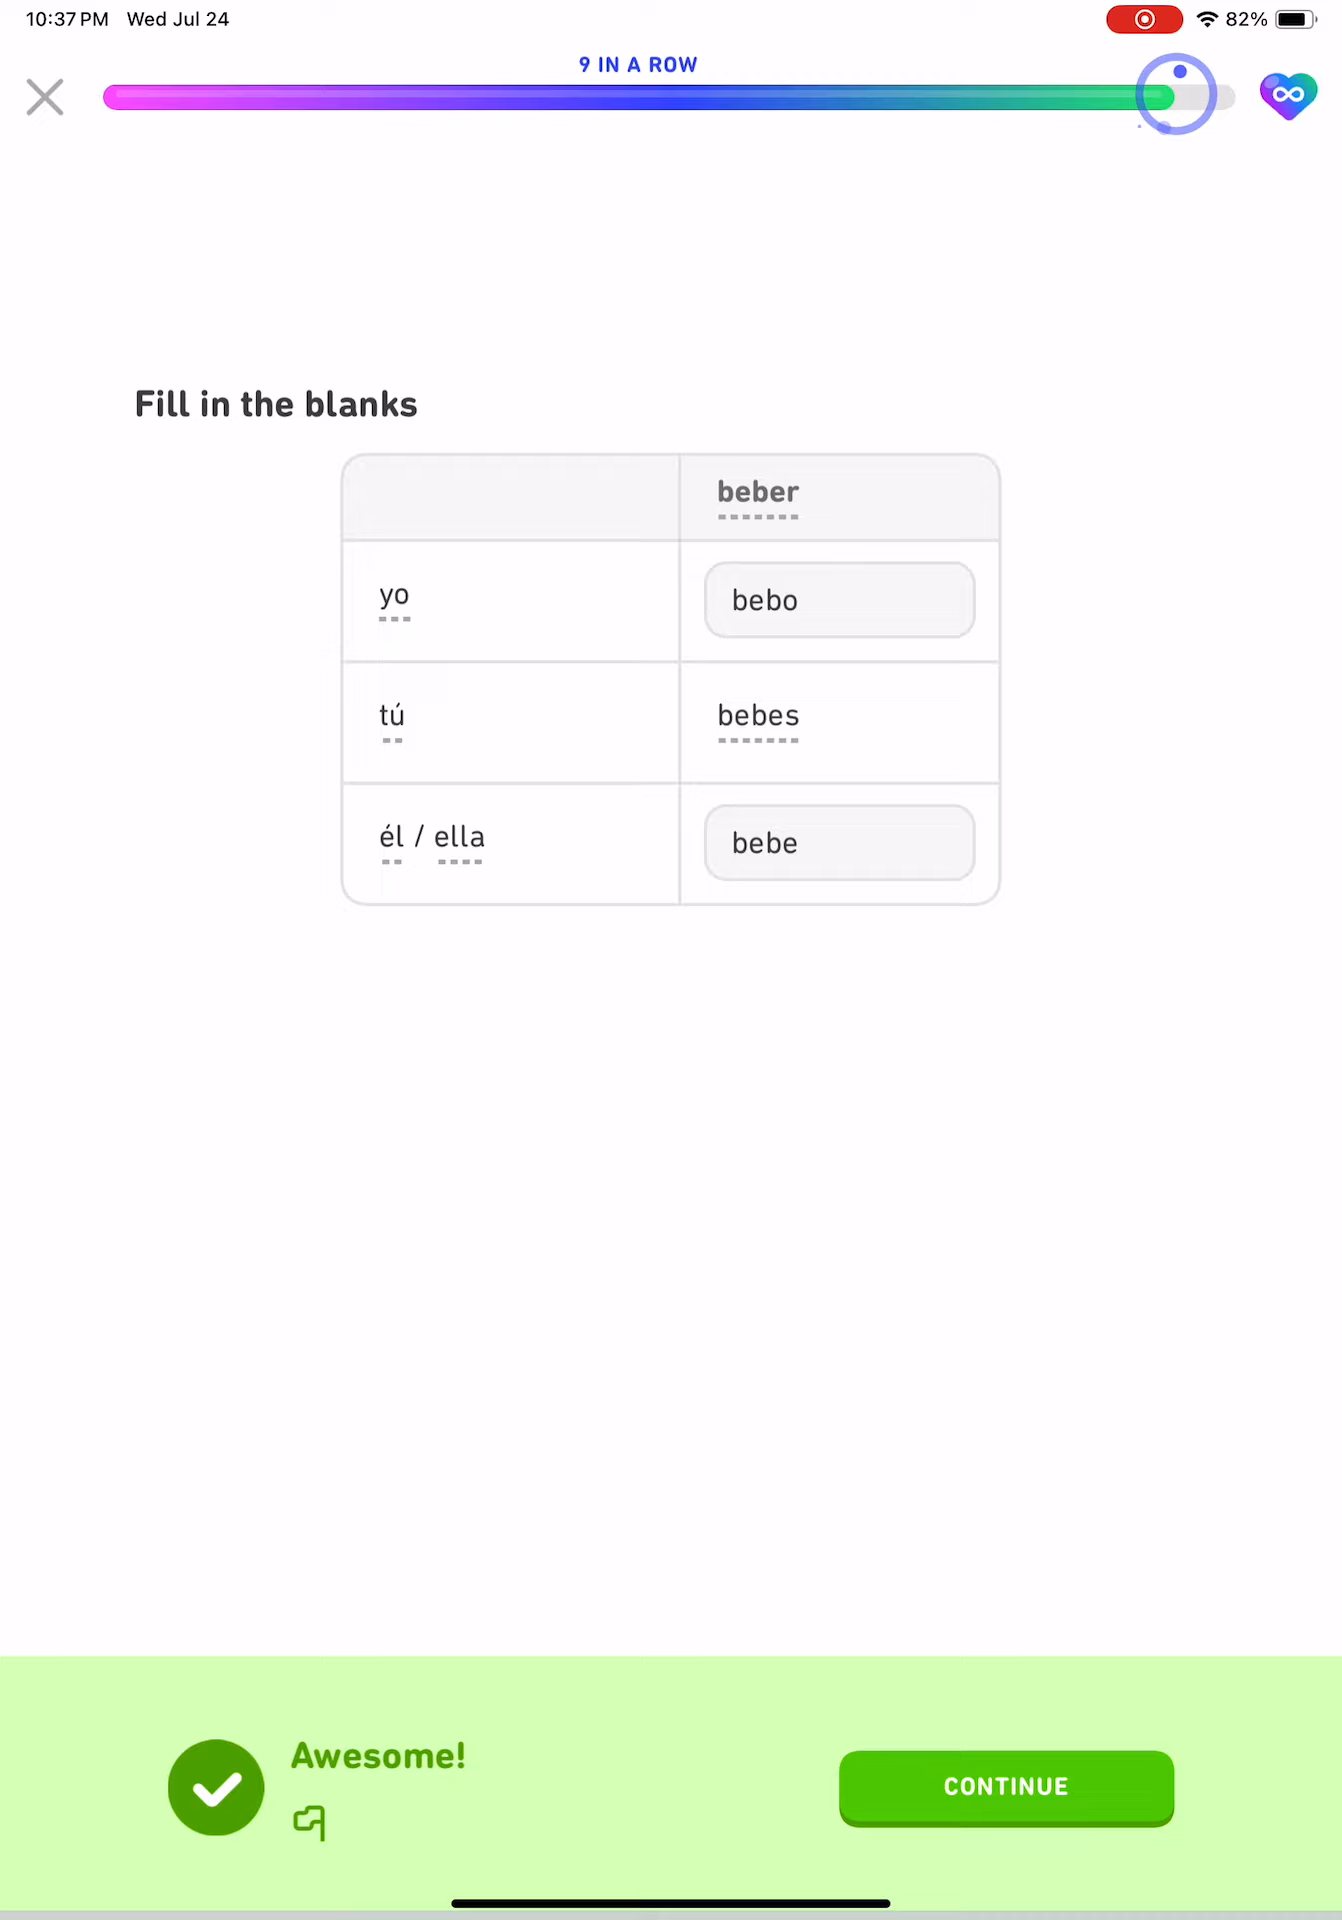 10:37 PM Wed Jul 24
82%
9 IN A ROW
Fill in the blanks
beber
yo bebo
tú bebes
él / ella bebe
Awesome!
CONTINUE